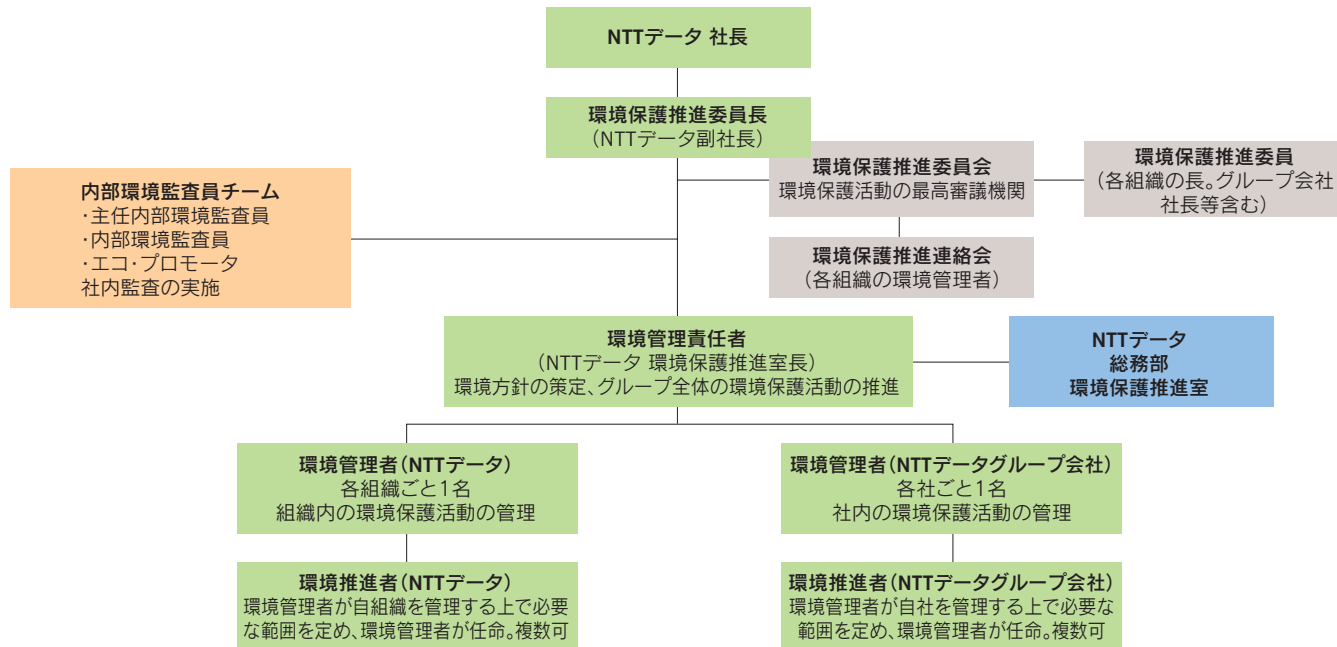 NTTデータ 社長
環境保護推進委員長
（NTTデータ副社長）
環境保護推進委員会
環境保護活動の最高審議機関
環境保護推進委員
（各組織の長。グループ会社
社長等含む）
内部環境監査員チーム
・主任内部環境監査員
・内部環境監査員
・エコ・プロモータ
社内監査の実施
環境保護推進連絡会
（各組織の環境管理者）
環境管理責任者
（NTTデータ 環境保護推進室長）
環境方針の策定、グループ全体の環境保護活動の推進
NTTデータ
総務部
環境保護推進室
環境管理者（NTTデータ）
各組織ごと1名
組織内の環境保護活動の管理
環境管理者（NTTデータグループ会社）
各社ごと1名
社内の環境保護活動の管理
環境推進者（NTTデータ）
環境管理者が自組織を管理する上で必要
な範囲を定め、環境管理者が任命。複数可
環境推進者（NTTデータグループ会社）
環境管理者が自社を管理する上で必要な
範囲を定め、環境管理者が任命。複数可